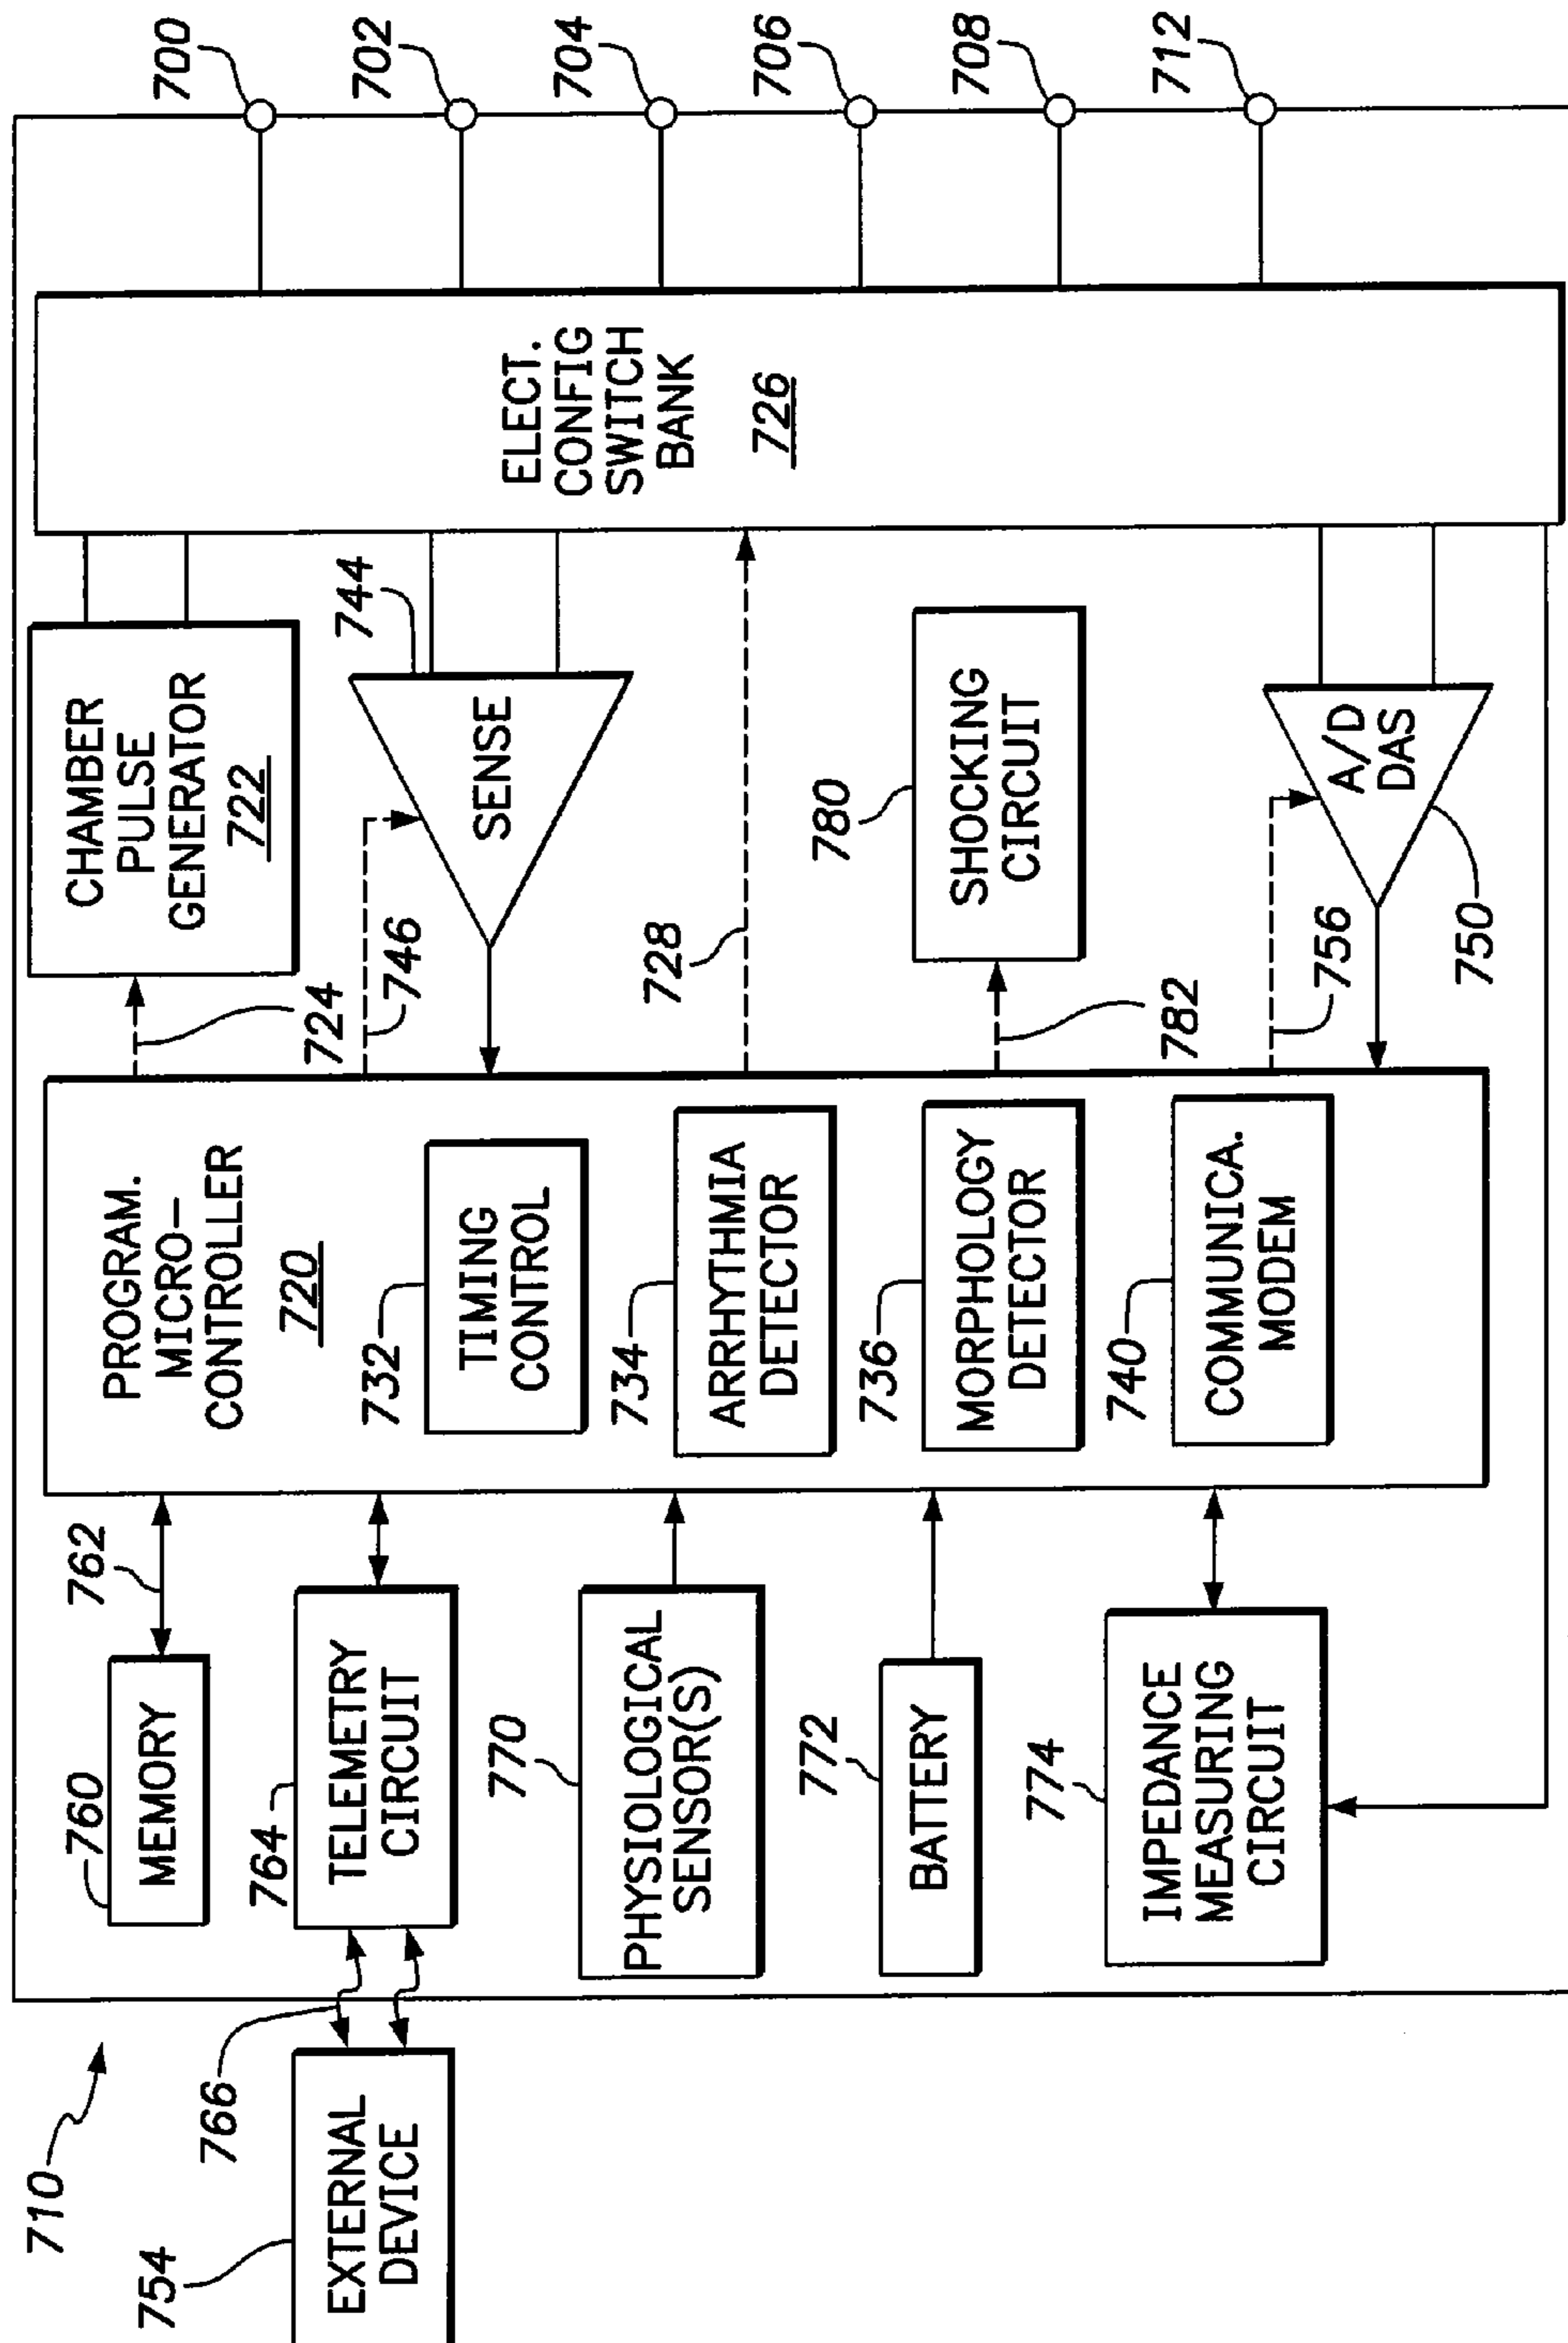 710
754
EXTERNAL
DEVICE
766
760
MEMORY
762
764
TELEMETRY
CIRCUIT
770
PHYSIOLOGICAL
SENSOR(S)
772
BATTERY
774
IMPEDANCE
MEASURING
CIRCUIT
PROGRAM.
MICRO-
CONTROLLER
720
732
TIMING
CONTROL
734
ARRHYTHMIA
DETECTOR
736
MORPHOLOGY
DETECTOR
740
COMMUNICA.
MODEM
724
CHAMBER
PULSE
GENERATOR
722
746
744
SENSE
728
780
SHOCKING
CIRCUIT
782
756
A/D
DAS
750
ELECT.
CONFIG
SWITCH
BANK
726
700
702
704
706
708
712